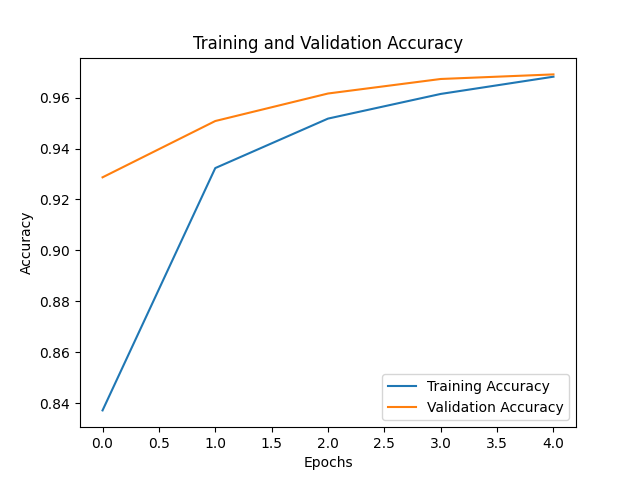 Training and Validation Accuracy
Accuracy
0.96
0.94
0.92
0.90
0.88
0.86
0.84
Training Accuracy
Validation Accuracy
0.0 0.5 1.0 1.5 2.0 2.5 3.0 3.5 4.0
Epochs